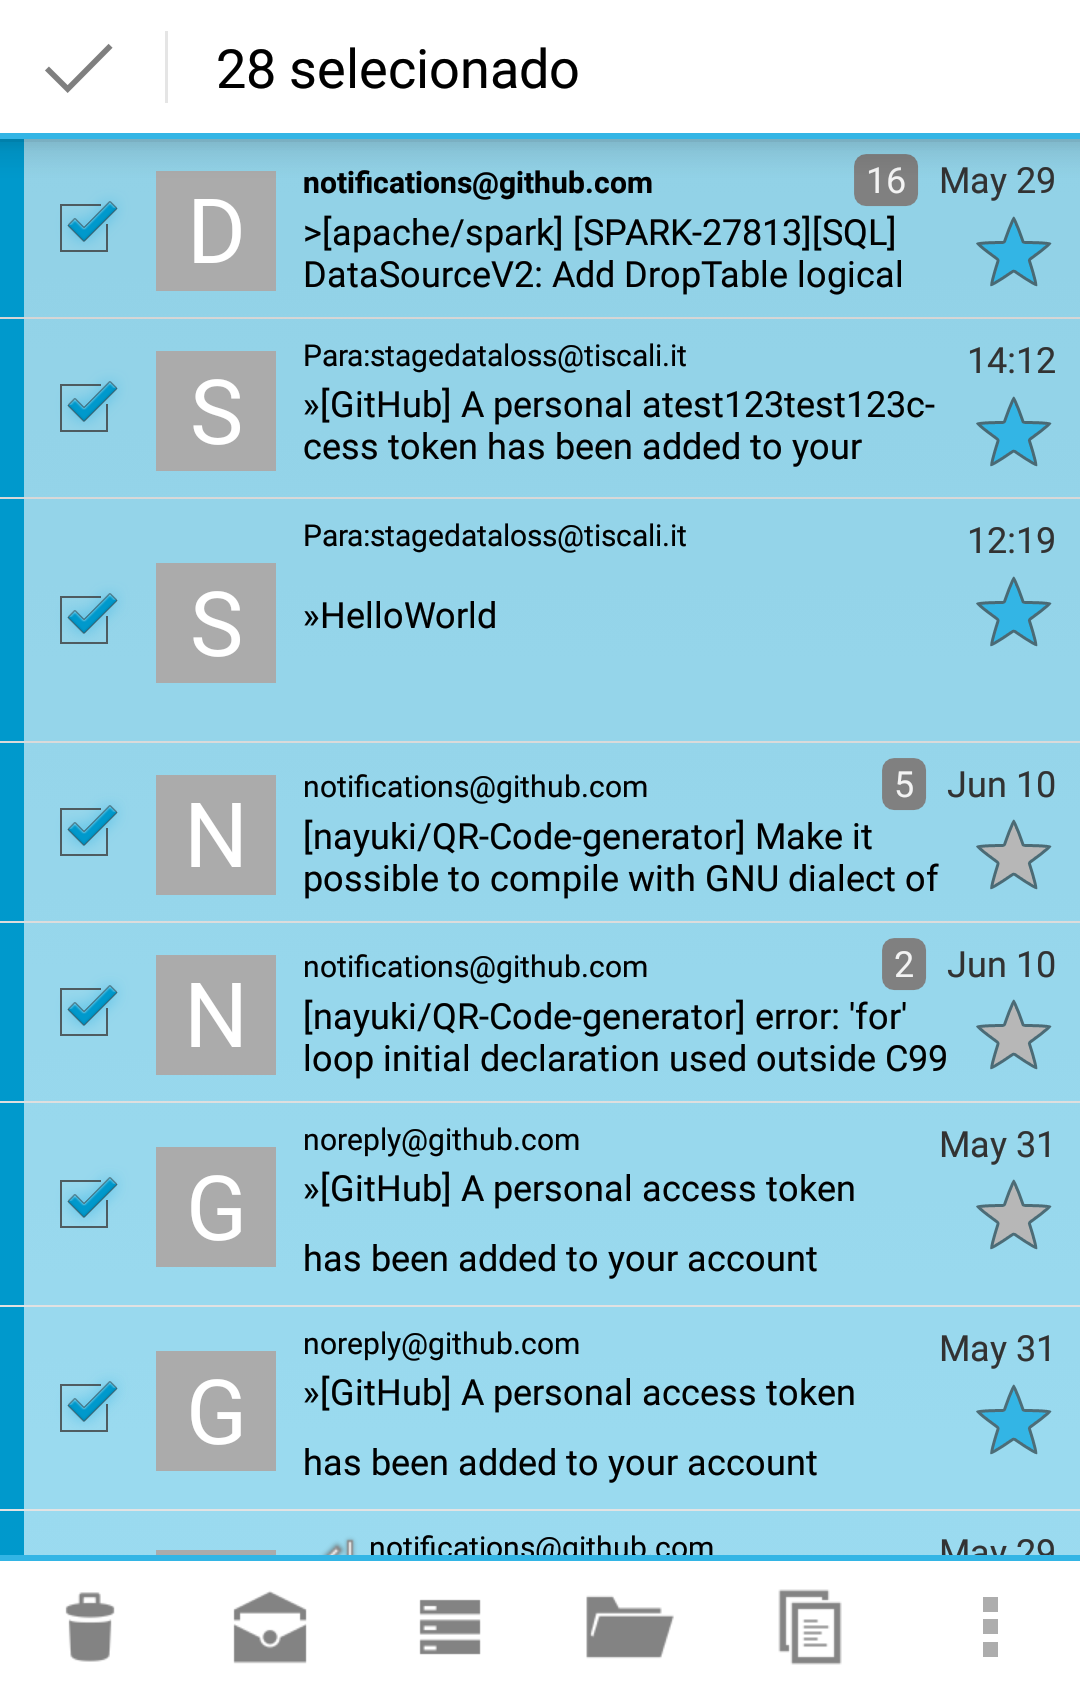 28 selecionado
D
notifications@github.com
16
May 29
>[apache/spark] [SPARK-27813][SQL]
DataSourceV2: Add DropTable logical
S
Para:stagedataloss@tiscali.it
14:12
»[GitHub] A personal atest123test123c-
cess token has been added to your
S
Para:stagedataloss@tiscali.it
12:19
»HelloWorld
N
notifications@github.com
5
Jun 10
[nayuki/QR-Code-generator] Make it
possible to compile with GNU dialect of
N
notifications@github.com
2
Jun 10
[nayuki/QR-Code-generator] error: 'for'
loop initial declaration used outside C99
G
noreply@github.com
May 31
»[GitHub] A personal access token
has been added to your account
G
noreply@github.com
May 31
»[GitHub] A personal access token
has been added to your account
notifications@github.com
May 29